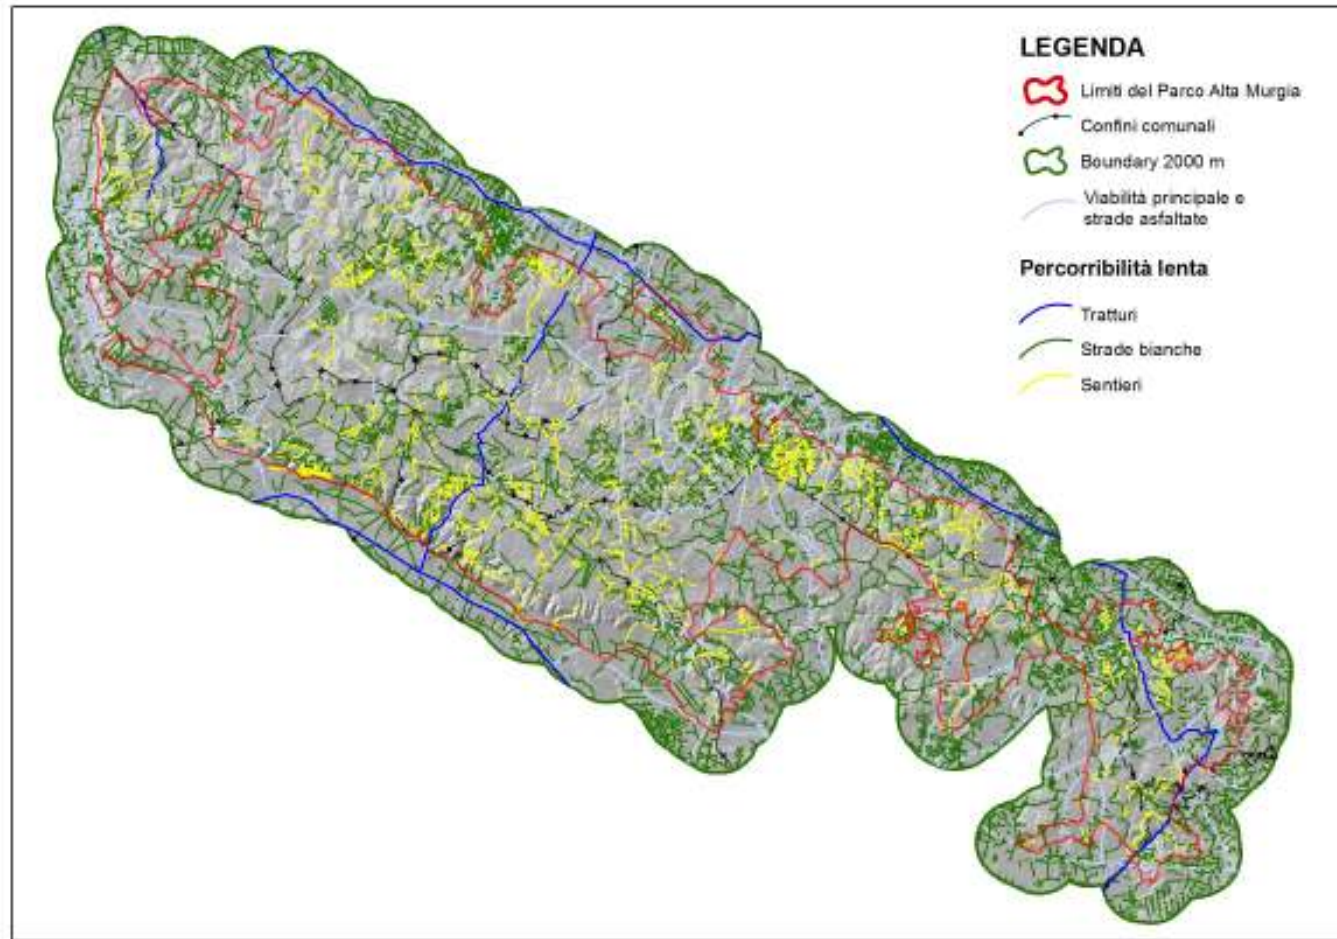 LEGENDA
Limiti del Parco Alta Murgia
Confini comunali
Boundary 2000 m
Viabilità principale e
strade asfaltate
Percorribilità lenta
Tratturi
Strade bianche
Sentieri